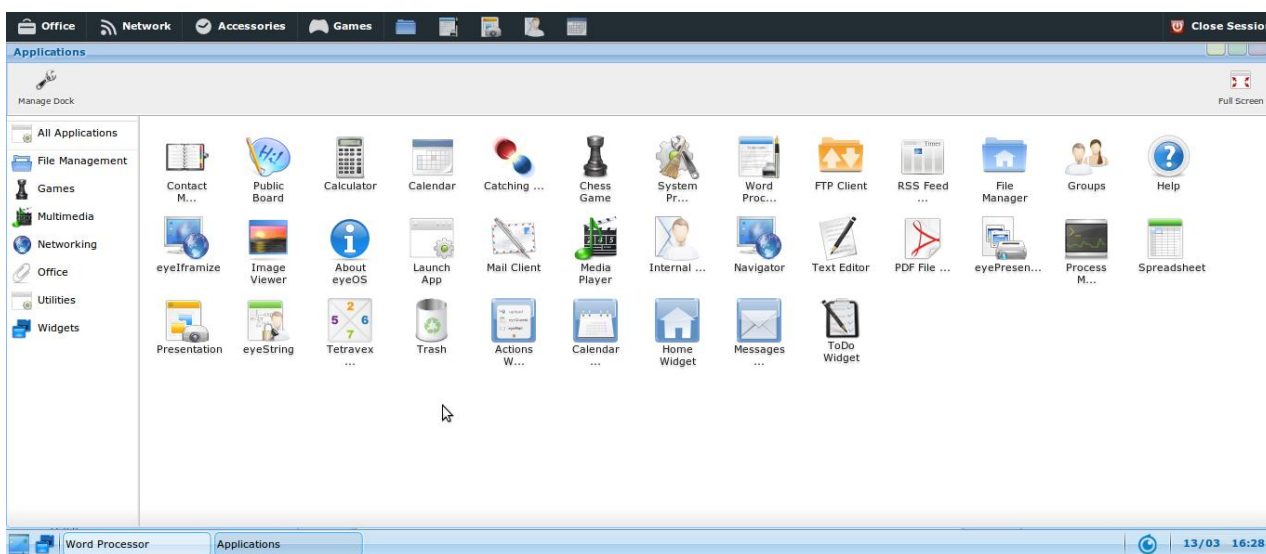 Office Network Accessories Games Close Sessio
Applications
Manage Dock Full Screen
All Applications
File Management
Games
Multimedia
Networking
Office
Utilities
Widgets
Contact M... Public Board Calculator Calendar Catching ... Chess Game System Pr... Word Proc... FTP Client RSS Feed ... File Manager Groups Help
eyeIframize Image Viewer About eyeOS Launch App Mail Client Media Player Internal ... Navigator Text Editor PDF File ... eyePresen... Process M... Spreadsheet
Presentation eyeString Tetravex ... Trash Actions W... Calendar ... Home Widget Messages ... ToDo Widget
Word Processor Applications 13/03 16:28